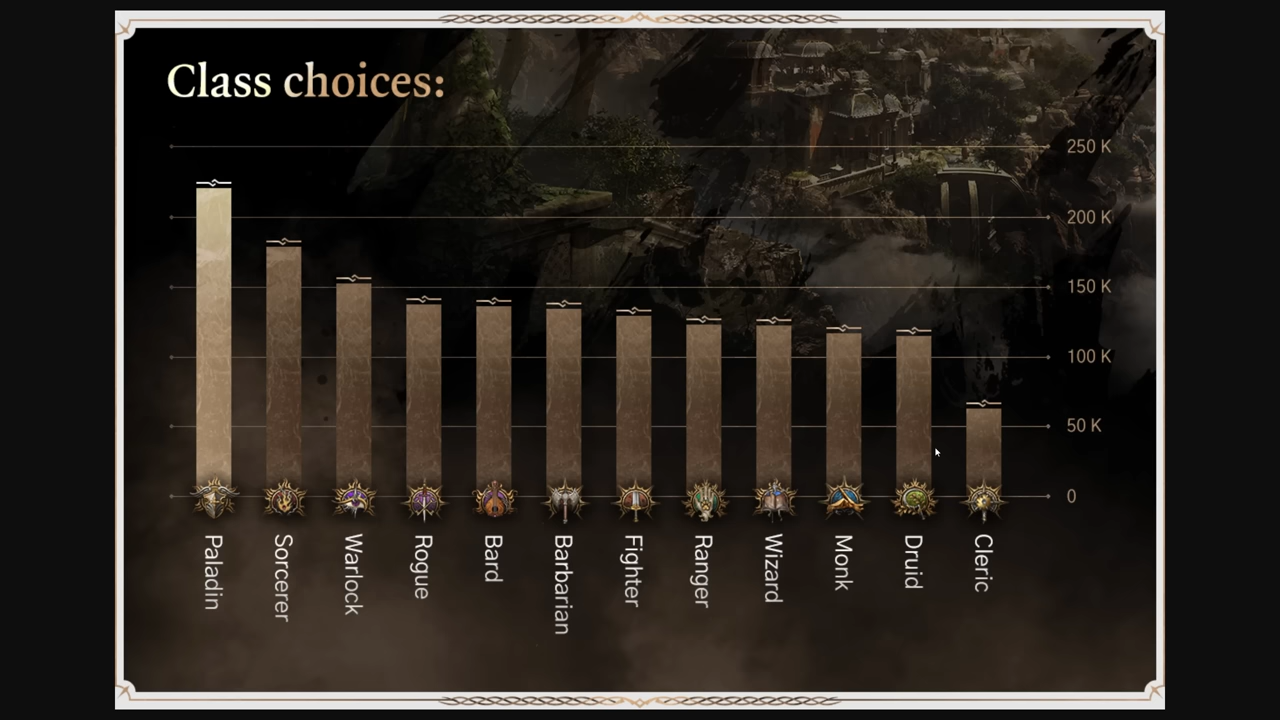 Class choices:
250 K
200 K
150 K
100 K
50 K
0
Paladin
Sorcerer
Warlock
Rogue
Bard
Barbarian
Fighter
Ranger
Wizard
Monk
Druid
Cleric